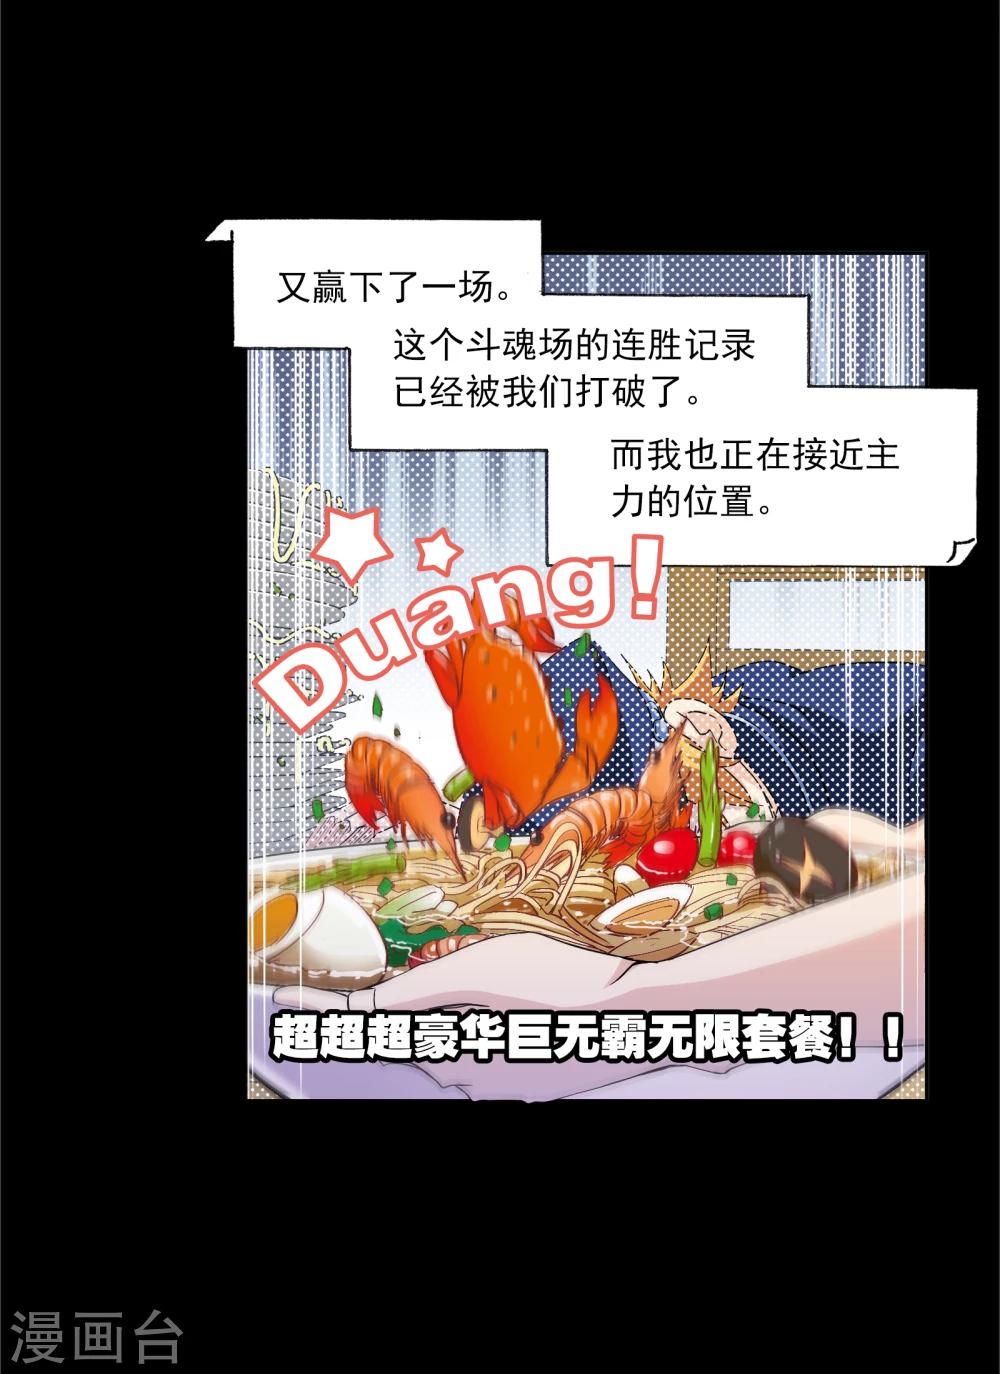 又赢下了一场。
这个斗魂场的连胜记录
已经被我们打破了。
而我也正在接近主
力的位置。
Duang!
超超超豪华巨无霸无限套餐！！
漫画台